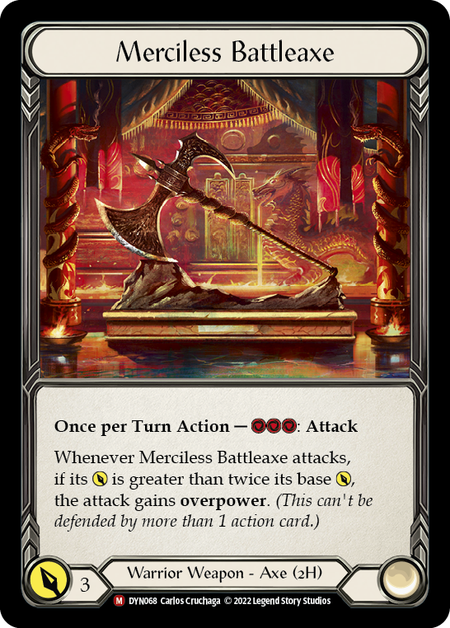 Merciless Battleaxe
Once per Turn Action — : Attack
Whenever Merciless Battleaxe attacks,
if its is greater than twice its base ,
the attack gains overpower. (This can't be
defended by more than 1 action card.)
3
Warrior Weapon - Axe (2H)
M DYN068 Carlos Cruchaga © 2022 Legend Story Studios